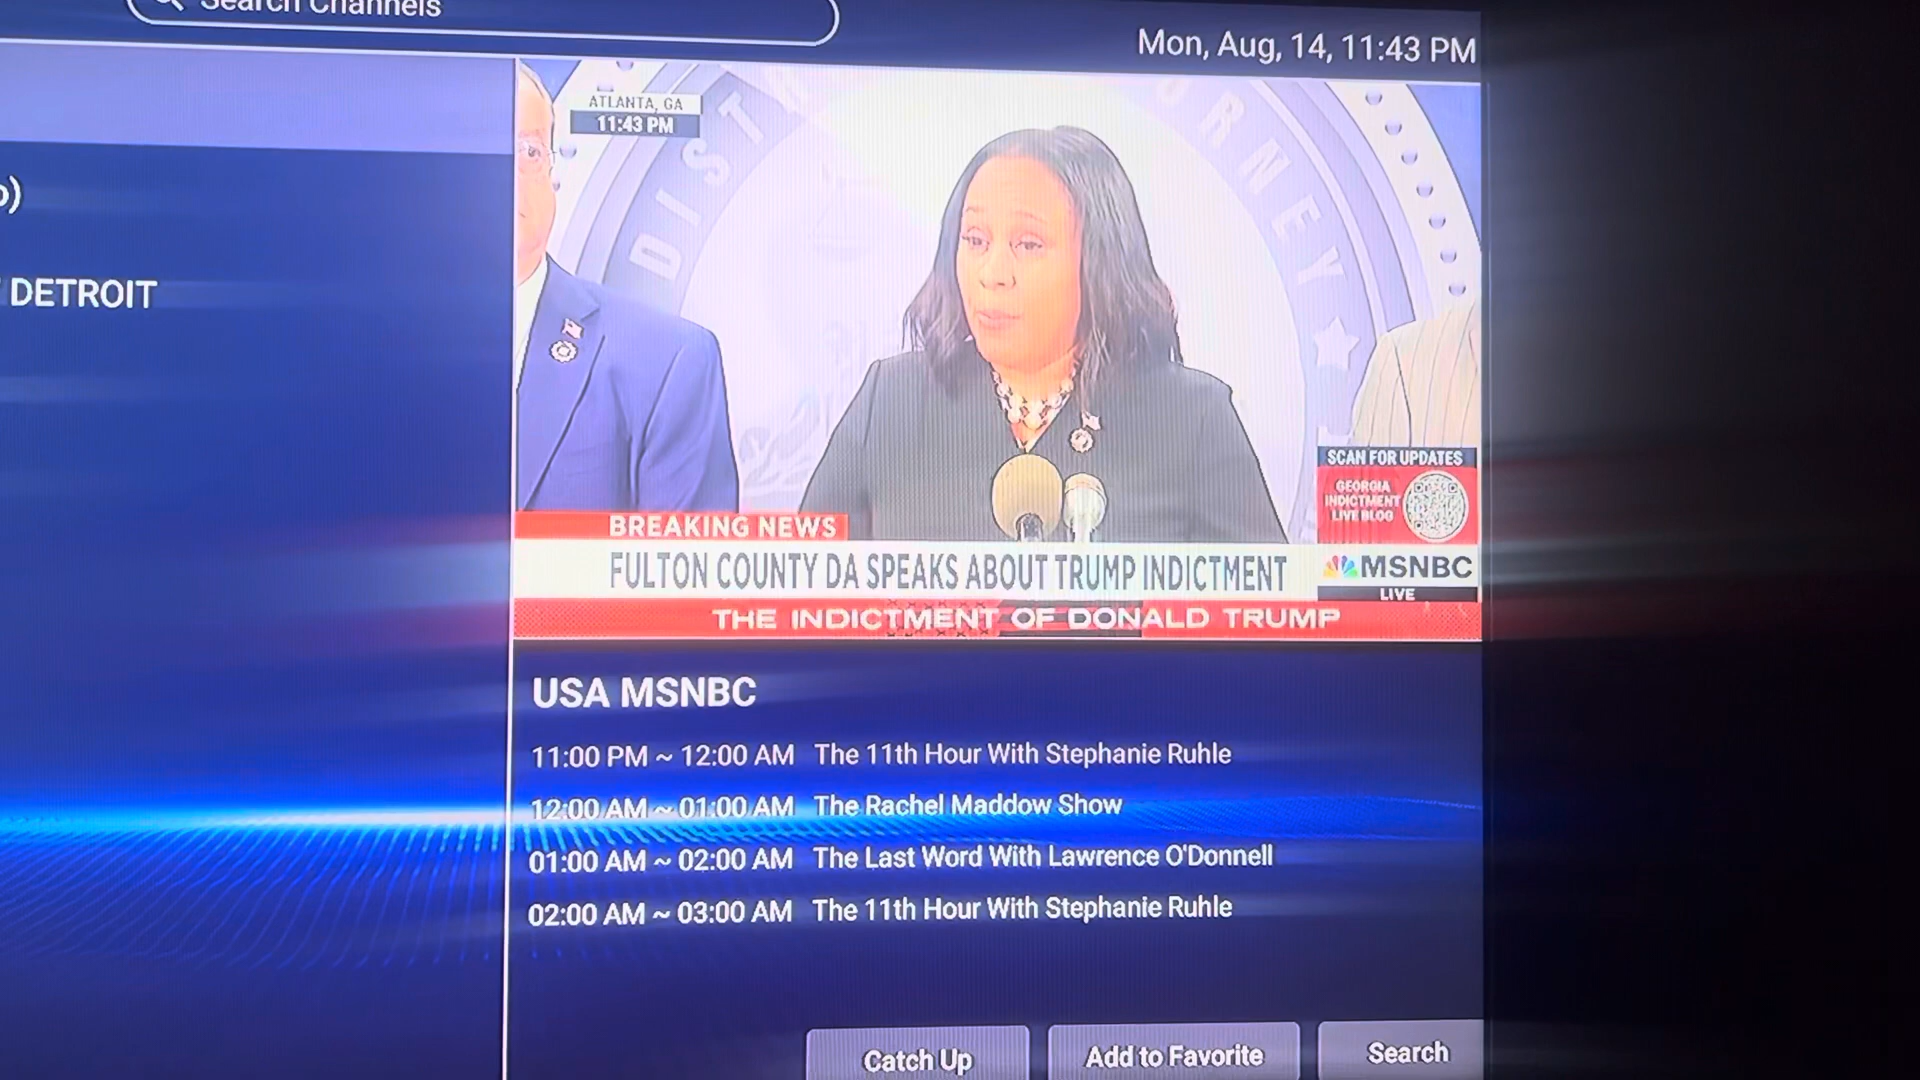 Search Channels
Mon, Aug, 14, 11:43 PM
DETROIT
ATLANTA, GA
11:43 PM
DIST
ORNEY
SCAN FOR UPDATES
GEORGIA
INDICTMENT
LIVE BLOG
BREAKING NEWS
FULTON COUNTY DA SPEAKS ABOUT TRUMP INDICTMENT
MSNBC
LIVE
THE INDICTMENT OF DONALD TRUMP
USA MSNBC
11:00 PM ~ 12:00 AM The 11th Hour With Stephanie Ruhle
12:00 AM ~ 01:00 AM The Rachel Maddow Show
01:00 AM ~ 02:00 AM The Last Word With Lawrence O'Donnell
02:00 AM ~ 03:00 AM The 11th Hour With Stephanie Ruhle
Catch Up
Add to Favorite
Search